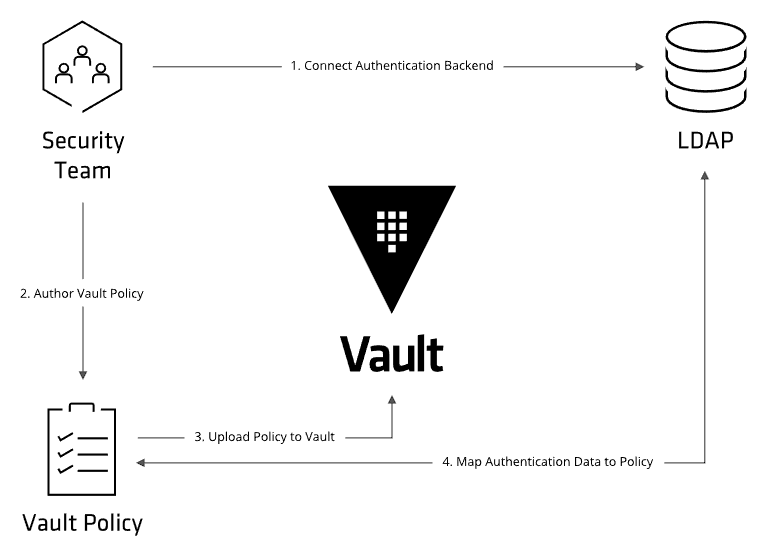 1. Connect Authentication Backend
Security
Team
LDAP
2. Author Vault Policy
Vault
3. Upload Policy to Vault
4. Map Authentication Data to Policy
Vault Policy